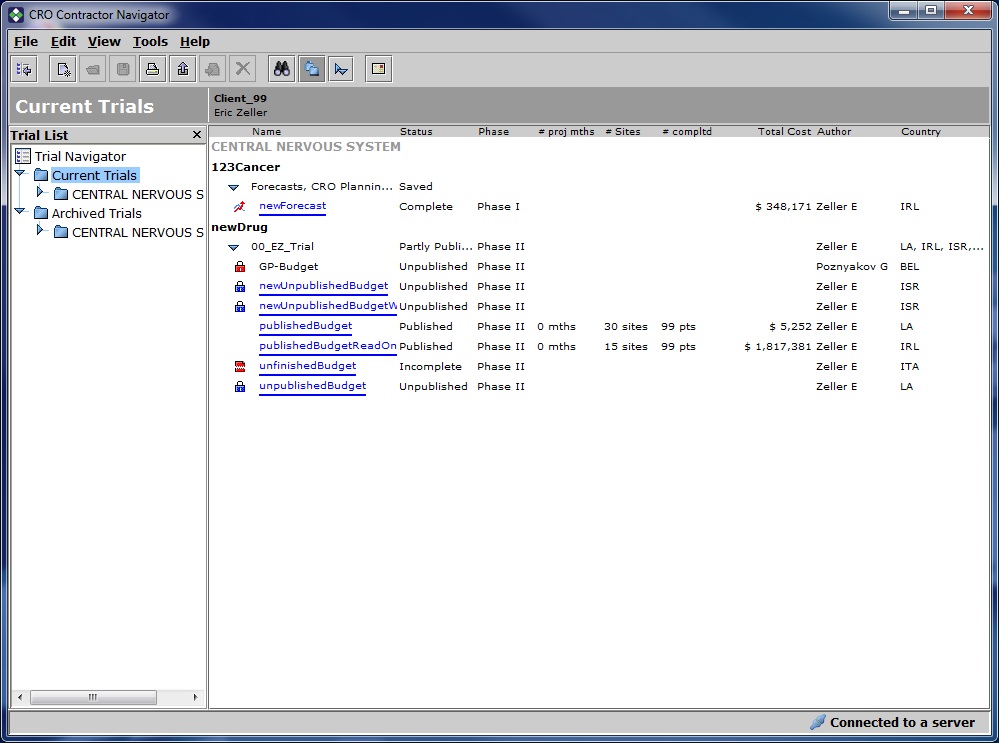 CRO Contractor Navigator
File Edit View Tools Help
Current Trials
Client_99
Eric Zeller
Trial List
Trial Navigator
Current Trials
CENTRAL NERVOUS S
Archived Trials
CENTRAL NERVOUS S
Name Status Phase # proj mths # Sites # compltd Total Cost Author Country
CENTRAL NERVOUS SYSTEM
123Cancer
Forecasts, CRO Plannin... Saved
newForecast Complete Phase I $ 348,171 Zeller E IRL
newDrug
00_EZ_Trial Partly Publi... Phase II Zeller E LA, IRL, ISR,...
GP-Budget Unpublished Phase II Poznyakov G BEL
newUnpublishedBudget Unpublished Phase II Zeller E ISR
newUnpublishedBudgetW Unpublished Phase II Zeller E ISR
publishedBudget Published Phase II 0 mths 30 sites 99 pts $ 5,252 Zeller E LA
publishedBudgetReadOn Published Phase II 0 mths 15 sites 99 pts $ 1,817,381 Zeller E IRL
unfinishedBudget Incomplete Phase II Zeller E ITA
unpublishedBudget Unpublished Phase II Zeller E LA
Connected to a server